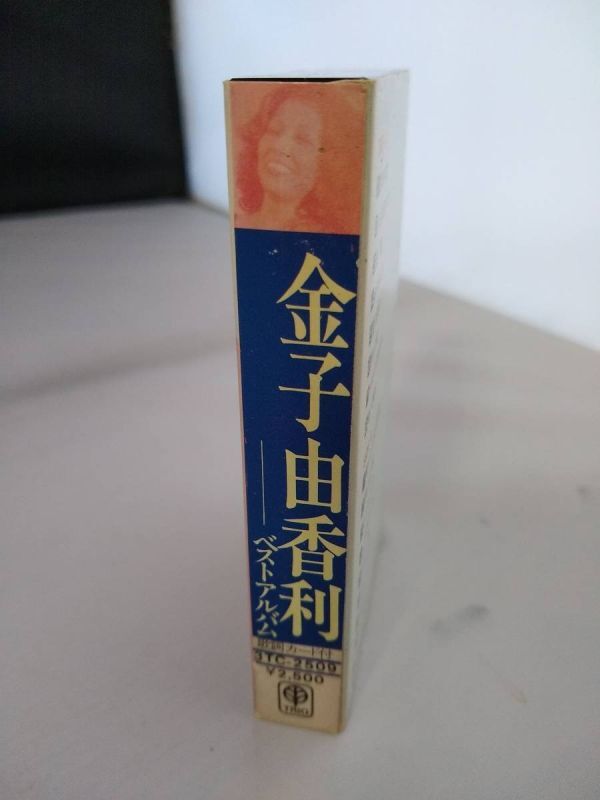 金子由香利
ベストアルバム
歌詞カード付
3TC-2509
¥2,500
TRIO